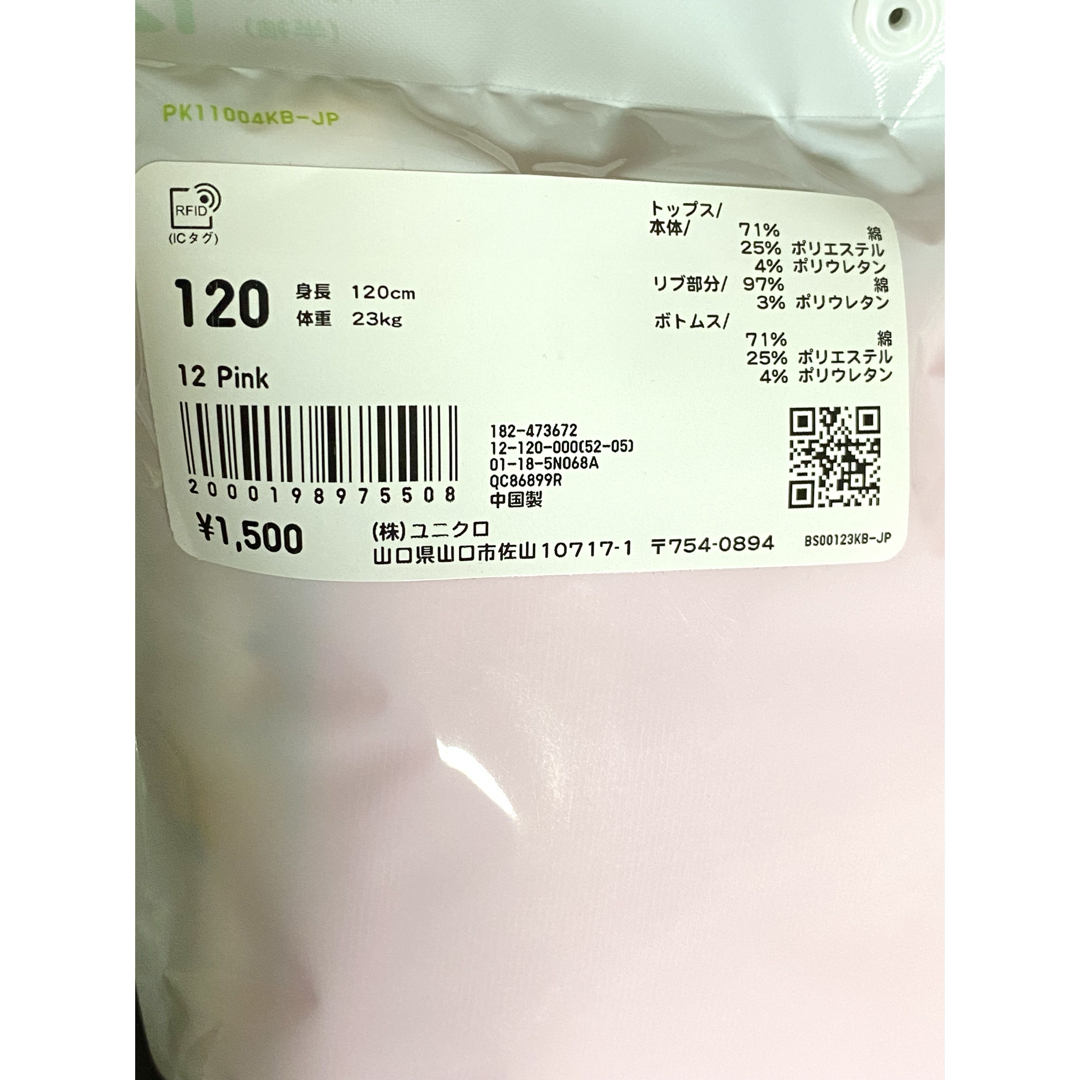 PK11004KB-JP
RFID
(ICタグ)
120
身長 120cm
体重 23kg
12 Pink
トップス/
本体/ 71% 綿
25% ポリエステル
4% ポリウレタン
リブ部分/ 97% 綿
3% ポリウレタン
ボトムス/
71% 綿
25% ポリエステル
4% ポリウレタン
2000198975508
182-473672
12-120-000(52-05)
01-18-5N068A
QC86899R
中国製
¥1,500
(株)ユニクロ
山口県山口市佐山10717-1 〒754-0894
BS00123KB-JP